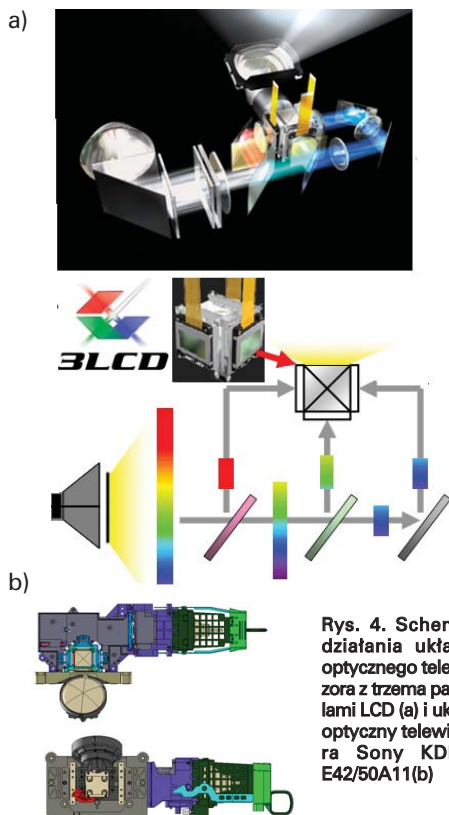 a)
3LCD
b)
Rys. 4. Schem
działania ukła
optycznego tele
zora z trzema pa
lami LCD (a) i uk
optyczny telewi
ra Sony KD
E42/50A11(b)